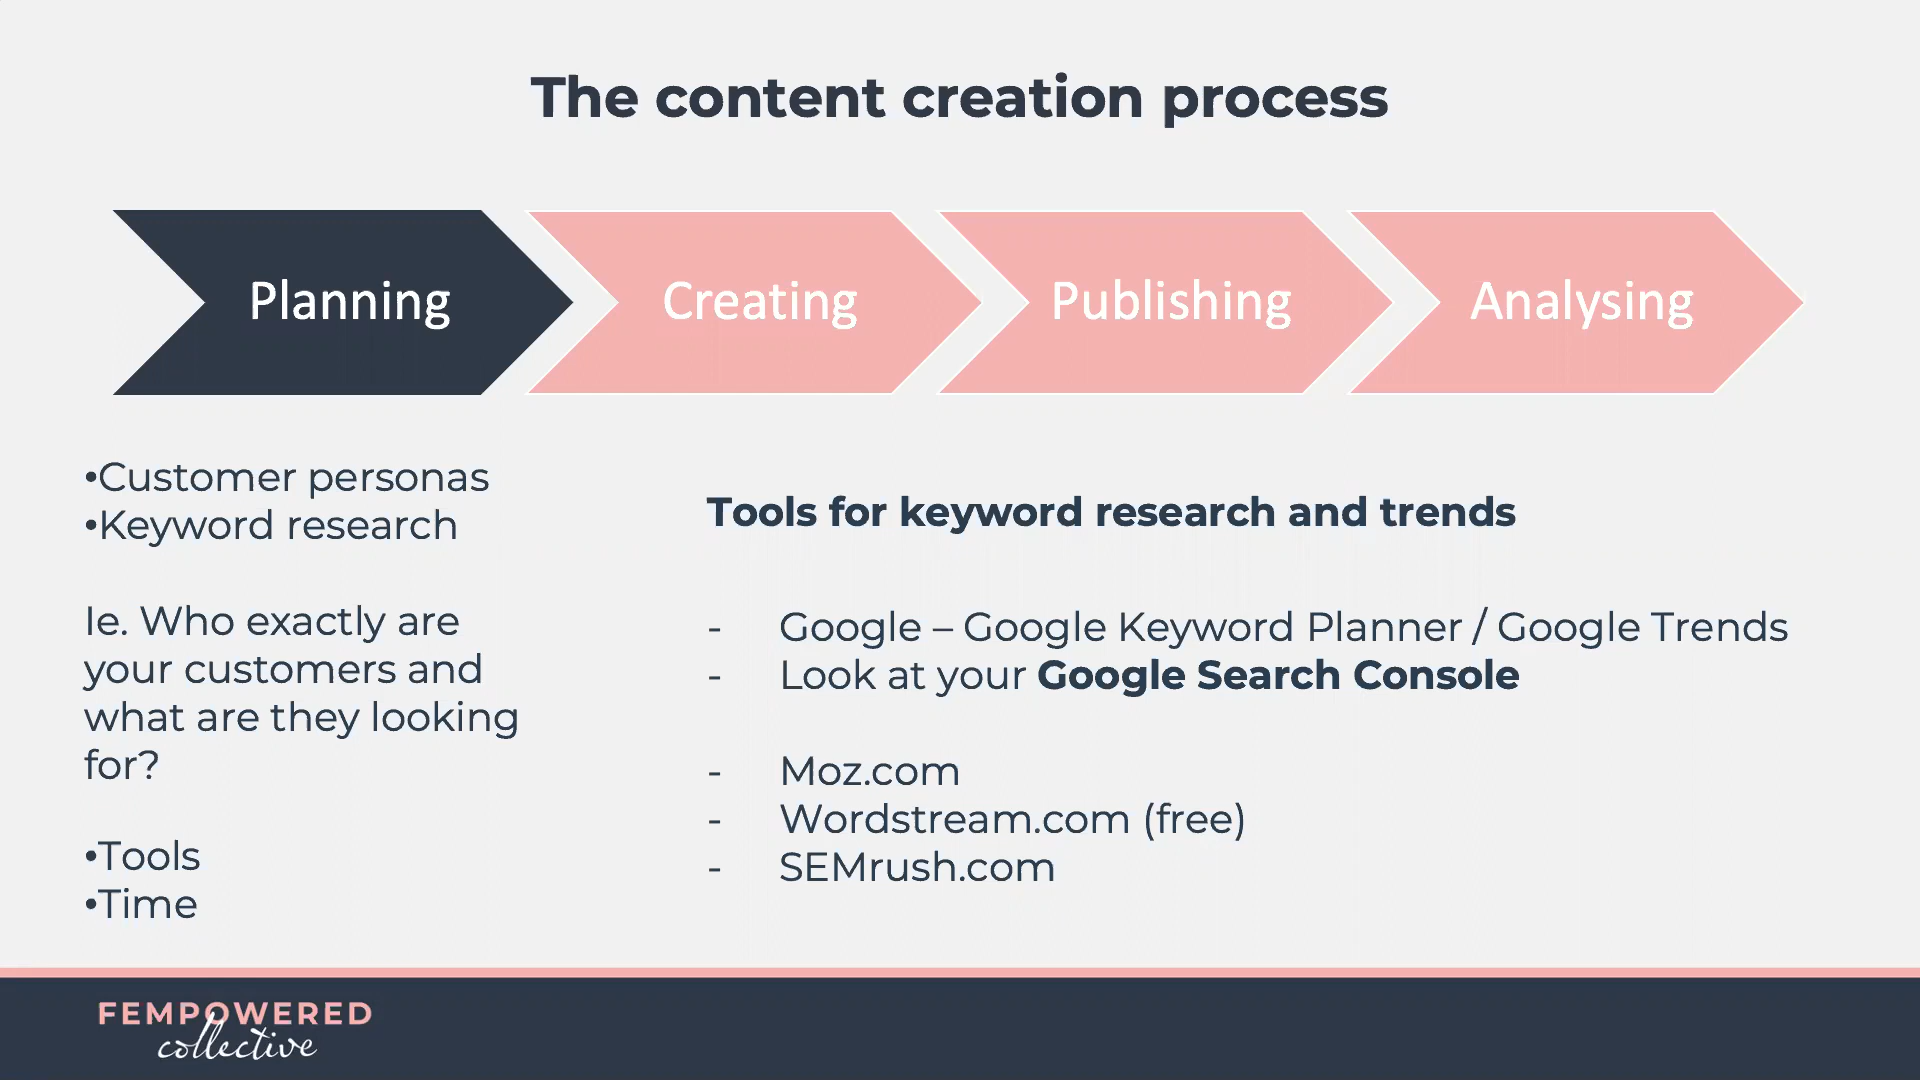 The content creation process
Planning
Creating
Publishing
Analysing
•Customer personas
•Keyword research
Ie. Who exactly are
your customers and
what are they looking
for?
•Tools
•Time
Tools for keyword research and trends
- Google – Google Keyword Planner / Google Trends
- Look at your Google Search Console
- Moz.com
- Wordstream.com (free)
- SEMrush.com
FEMPOWERED
collective